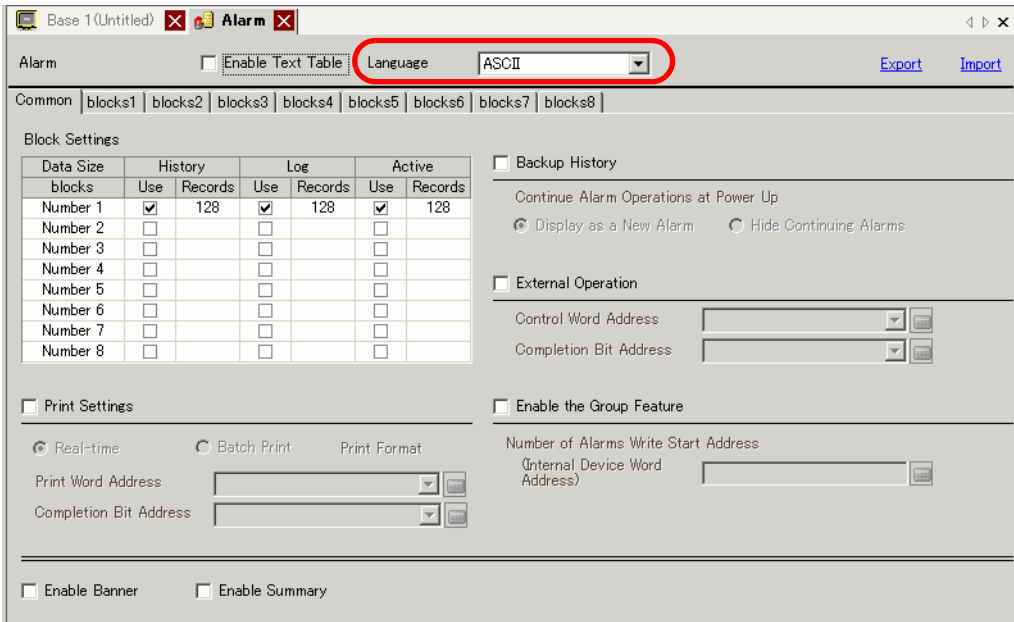 Base 1(Untitled) Alarm
Alarm Enable Text Table Language ASCII Export Import
Common blocks1 blocks2 blocks3 blocks4 blocks5 blocks6 blocks7 blocks8
Block Settings
Data Size History Log Active
blocks Use Records Use Records Use Records
Number 1 128 128 128
Number 2
Number 3
Number 4
Number 5
Number 6
Number 7
Number 8
Backup History
Continue Alarm Operations at Power Up
Display as a New Alarm Hide Continuing Alarms
External Operation
Control Word Address
Completion Bit Address
Print Settings
Real-time Batch Print Print Format
Print Word Address
Completion Bit Address
Enable the Group Feature
Number of Alarms Write Start Address
(Internal Device Word
Address)
Enable Banner Enable Summary